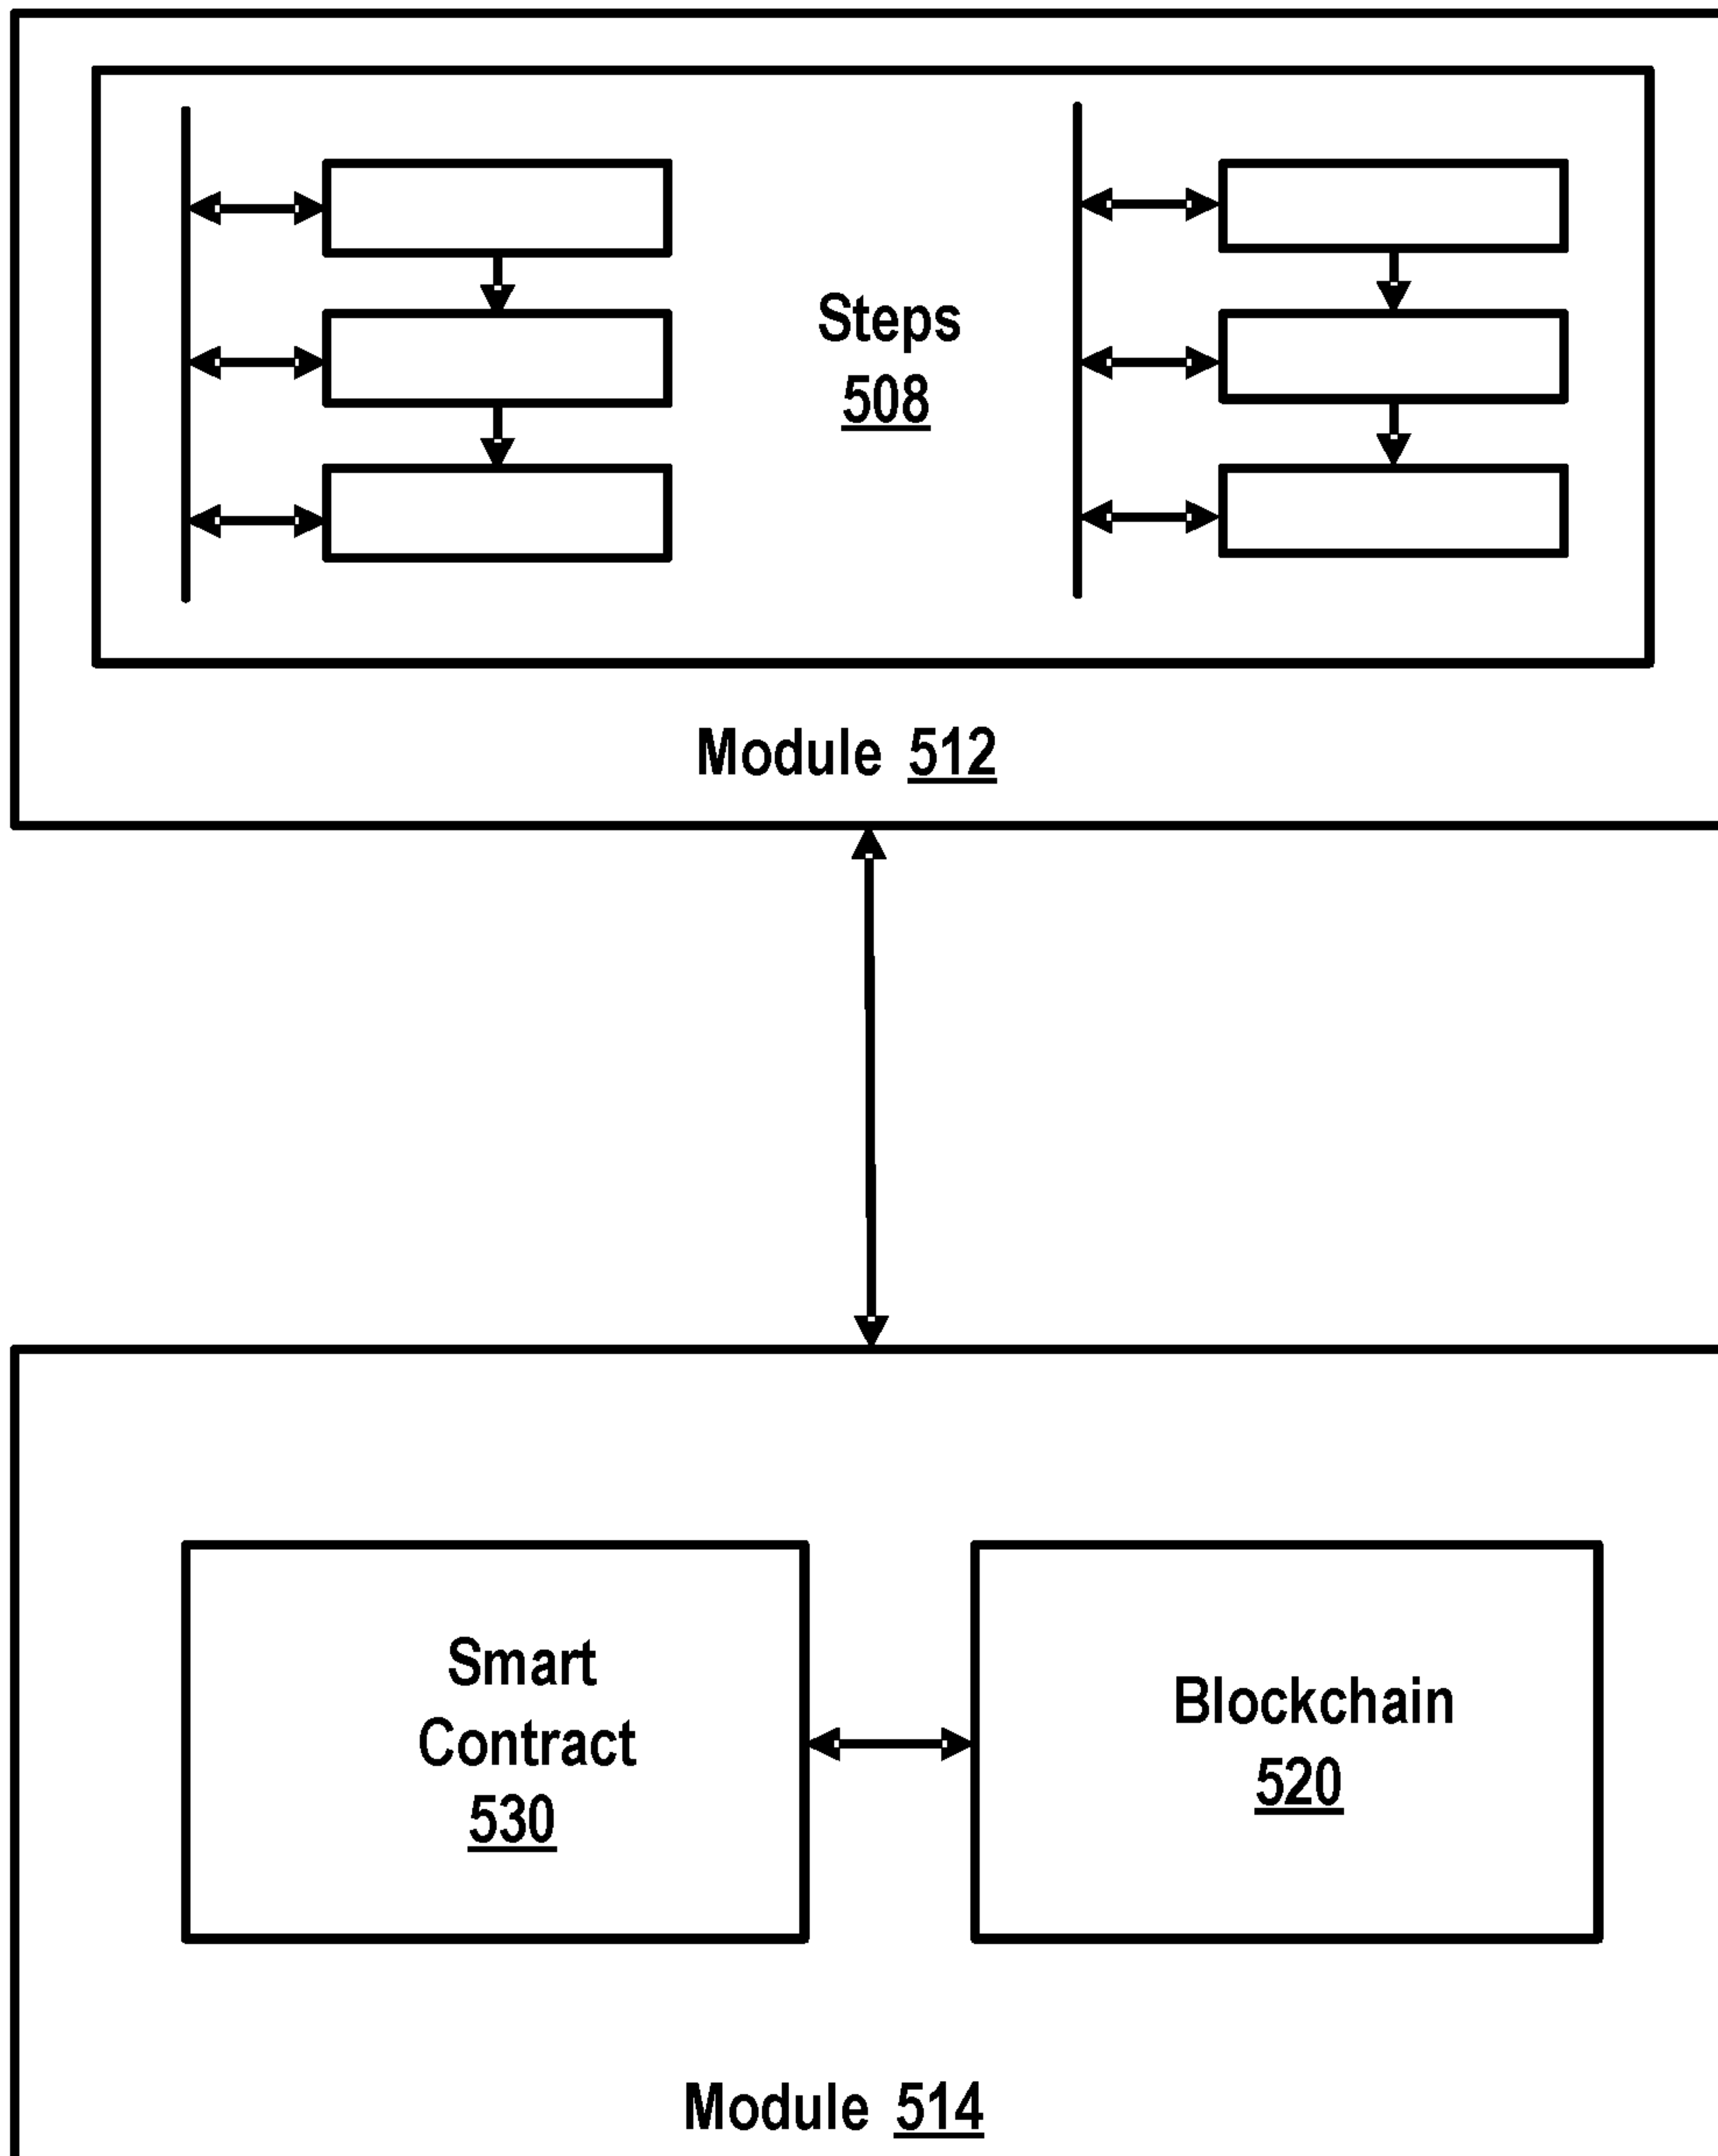 Steps
508
Module 512
Smart
Contract
530
Blockchain
520
Module 514